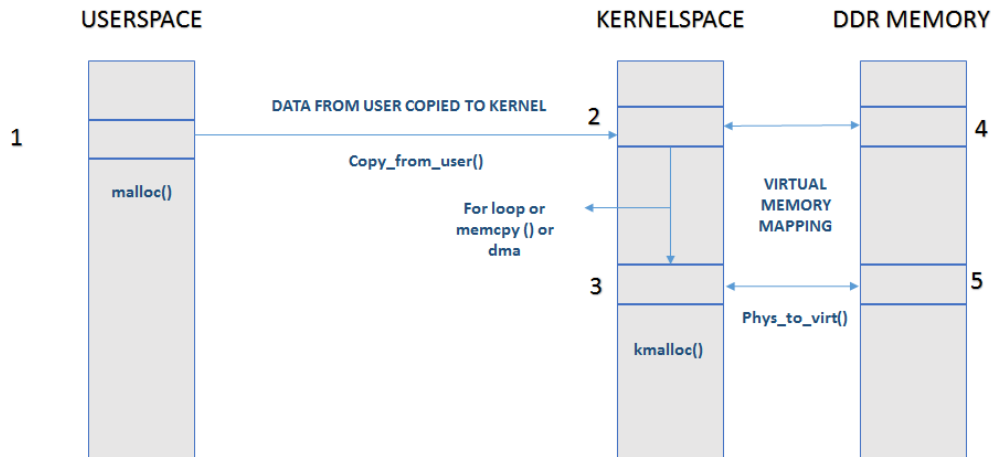 USERSPACE
KERNELSPACE
DDR MEMORY
DATA FROM USER COPIED TO KERNEL
1
2
4
Copy_from_user()
malloc()
For loop or
memcpy () or
dma
VIRTUAL
MEMORY
MAPPING
3
5
Phys_to_virt()
kmalloc()